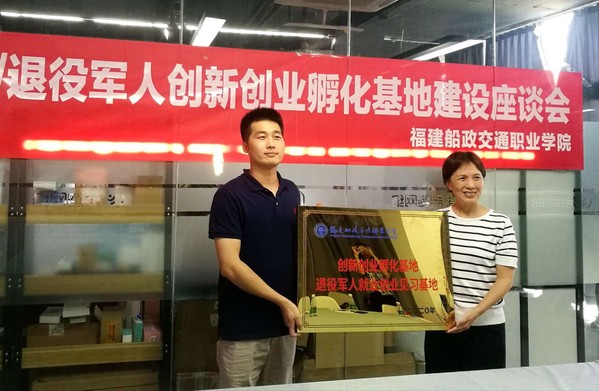 退役军人创新创业孵化基地建设座谈会
福建船政交通职业学院
创新创业孵化基地
退役军人就业创业见习基地